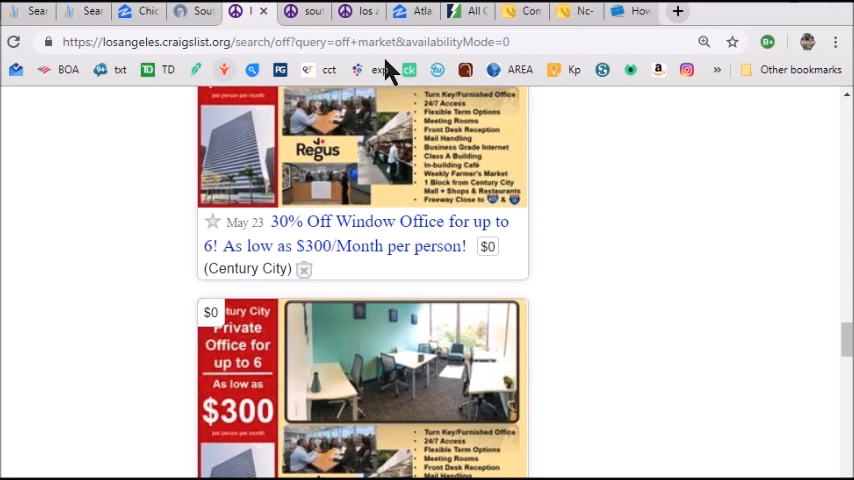 Sear
Sear
Chic
Sout
l
sout
los a
Atla
All C
Con
Nc-
How
https://losangeles.craigslist.org/search/off?query=off+market&availabilityMode=0
BOA
txt
TD
TD
PG
cct
exp
ck
AREA
Kp
Other bookmarks
per person per month
Regus
Turn Key/Furnished Office
24/7 Access
Flexible Term Options
Meeting Rooms
Front Desk Reception
Mail Handling
Business Grade Internet
Class A Building
In-building Café
Weekly Farmer's Market
1 Block from Century City
Mall + Shops & Restaurants
Freeway Close to & 
May 23 30% Off Window Office for up to
6! As low as $300/Month per person! $0
(Century City)
$0
tury City
Private
Office for
up to 6
As low as
$300
per person per month
Turn Key/Furnished Office
24/7 Access
Flexible Term Options
Meeting Rooms
Front Desk Reception
Mail Handling